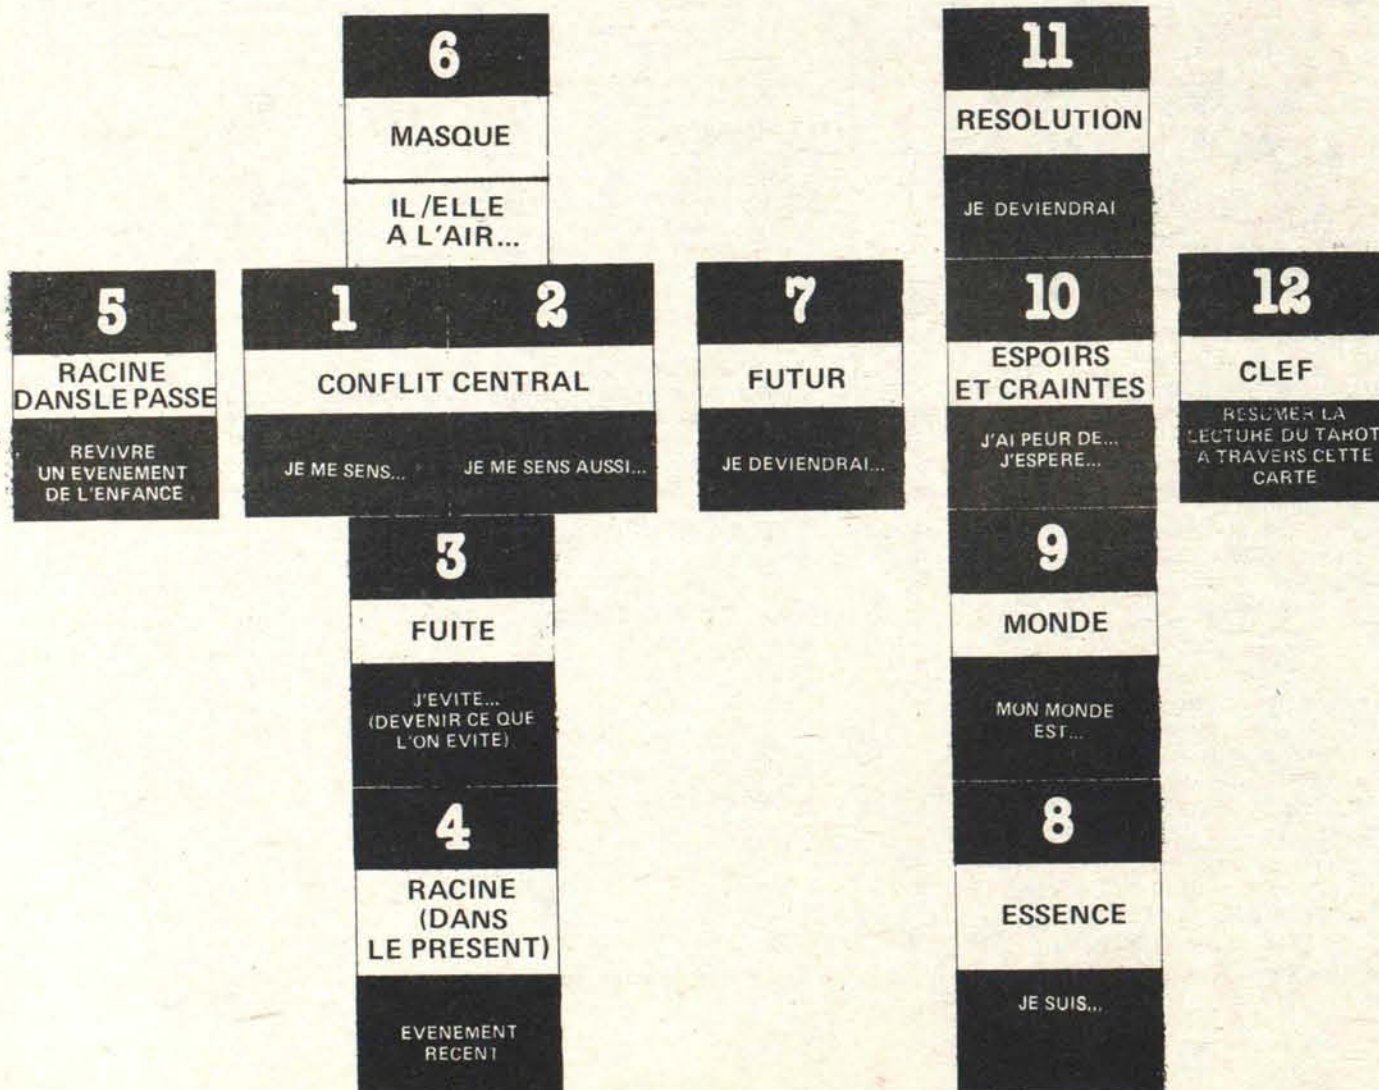 6
MASQUE
IL/ELLE
A L'AIR...
11
RESOLUTION
JE DEVIENDRAI
5
RACINE
DANS LE PASSE
REVIVRE
UN EVENEMENT
DE L'ENFANCE
1
2
CONFLIT CENTRAL
JE ME SENS...
JE ME SENS AUSSI...
7
FUTUR
JE DEVIENDRAI...
10
ESPOIRS
ET CRAINTES
J'AI PEUR DE...
J'ESPERE...
12
CLEF
RESUMER LA
LECTURE DU TAROT
A TRAVERS CETTE
CARTE
3
FUITE
J'EVITE...
(DEVENIR CE QUE
L'ON EVITE)
9
MONDE
MON MONDE
EST...
4
RACINE
(DANS
LE PRESENT)
EVENEMENT
RECENT
8
ESSENCE
JE SUIS...